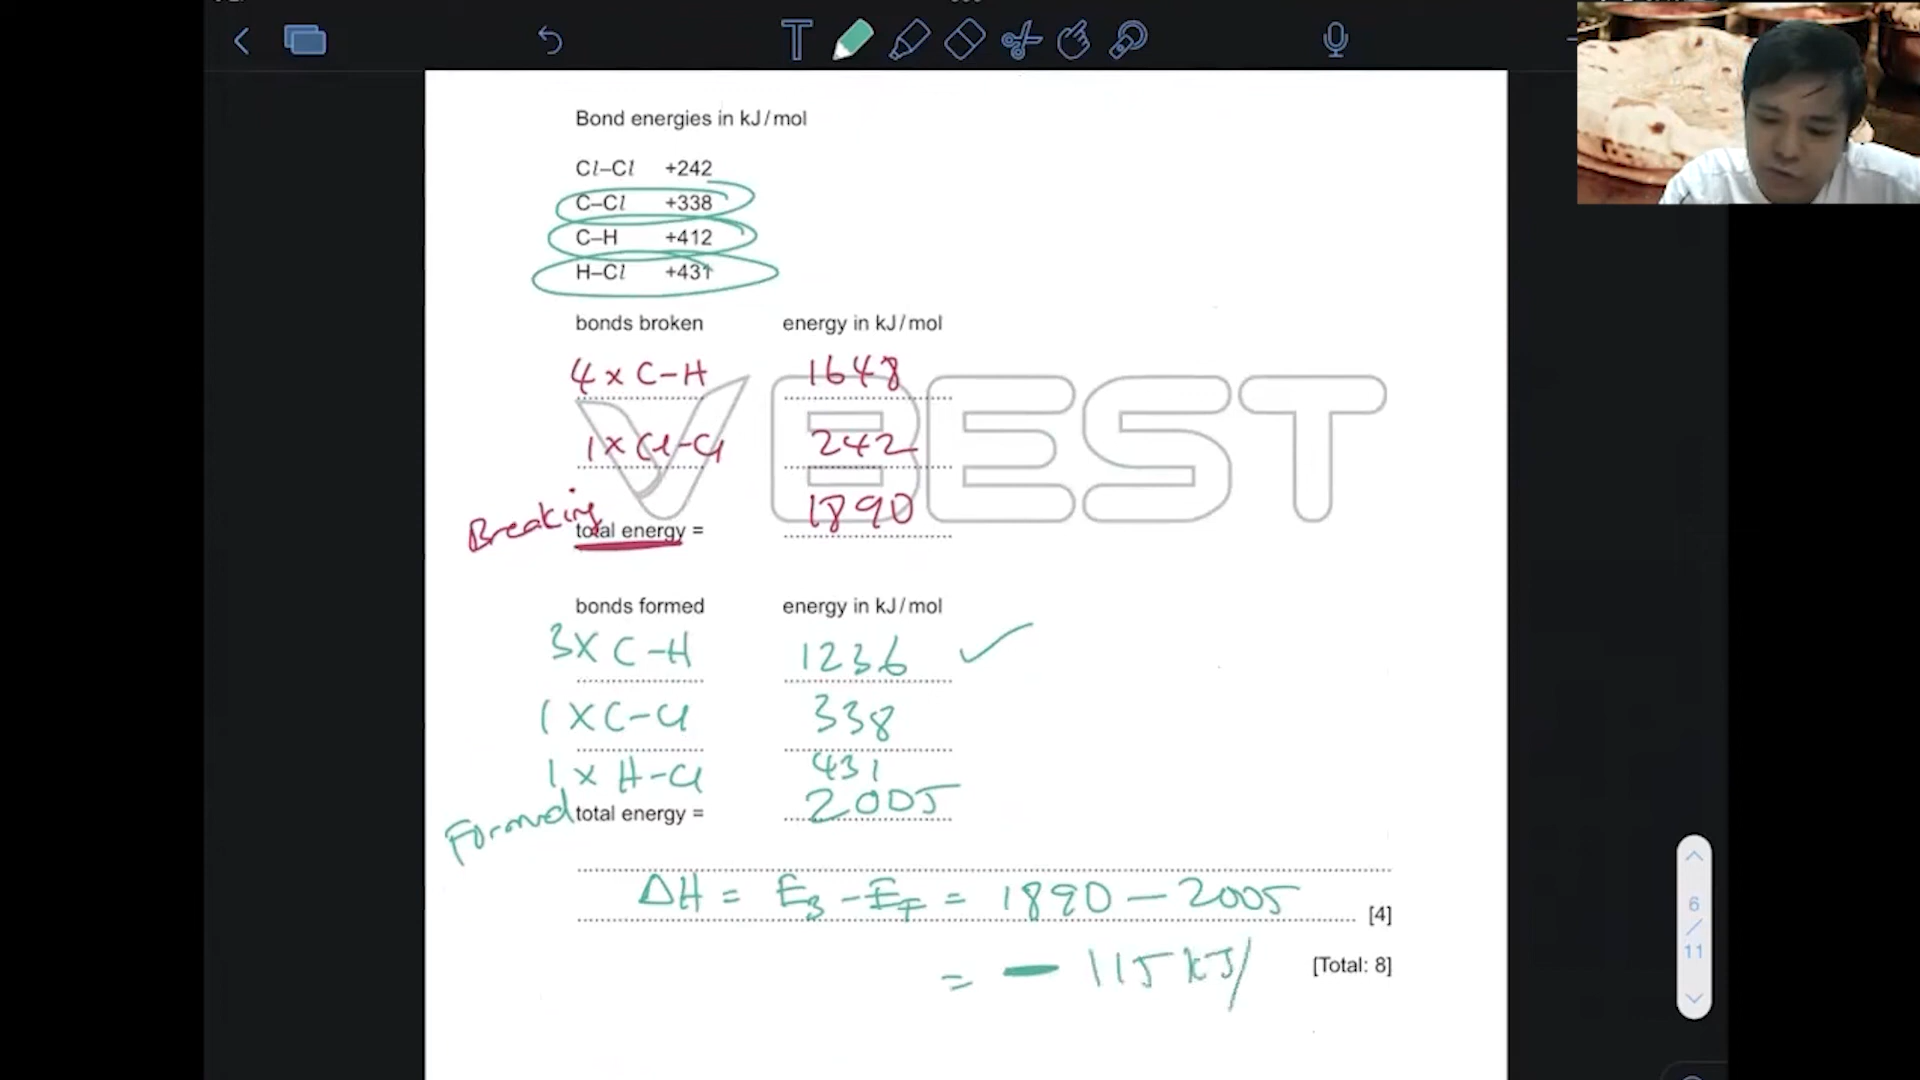 Bond energies in kJ/mol
Cl–Cl +242
C–Cl +338
C–H +412
H–Cl +431
bonds broken energy in kJ/mol
4 x C-H 1648
1 x Cl-Cl 242
VBEST
Breaking total energy = 1890
bonds formed energy in kJ/mol
3 X C-H 1236
1 X C-Cl 338
1 x H-Cl 431
Formed total energy = 2005
ΔH = EB - EF = 1890 - 2005
[4]
= - 115 kJ/
[Total: 8]
6
/
11